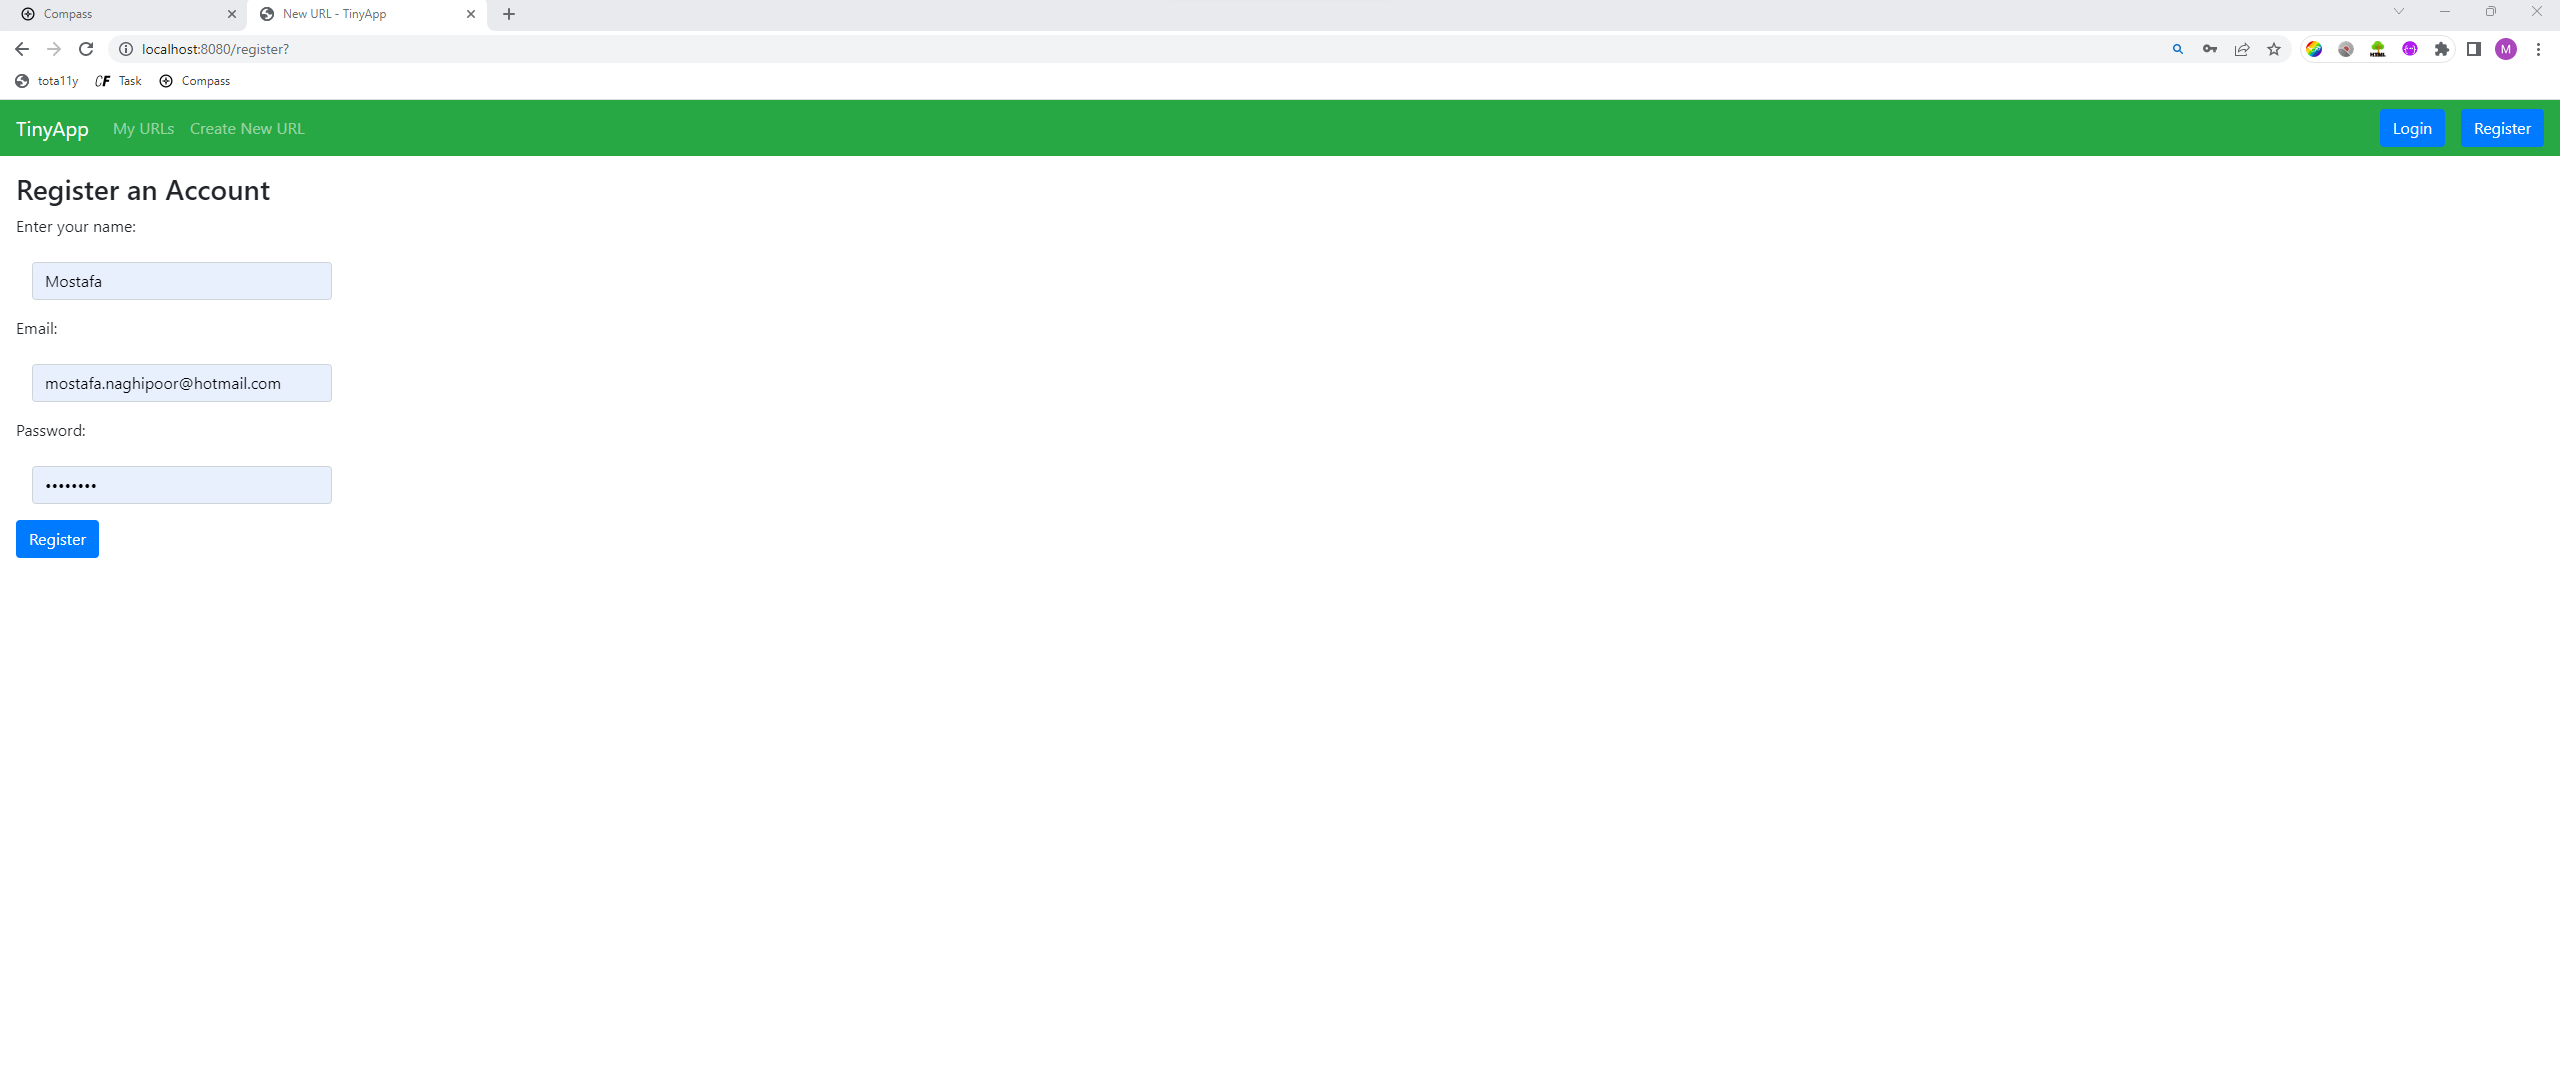 Compass
New URL - TinyApp
localhost:8080/register?
M
tota11y
CF Task
Compass
TinyApp
My URLs
Create New URL
Login
Register
Register an Account
Enter your name:
Mostafa
Email:
mostafa.naghipoor@hotmail.com
Password:
••••••••
Register